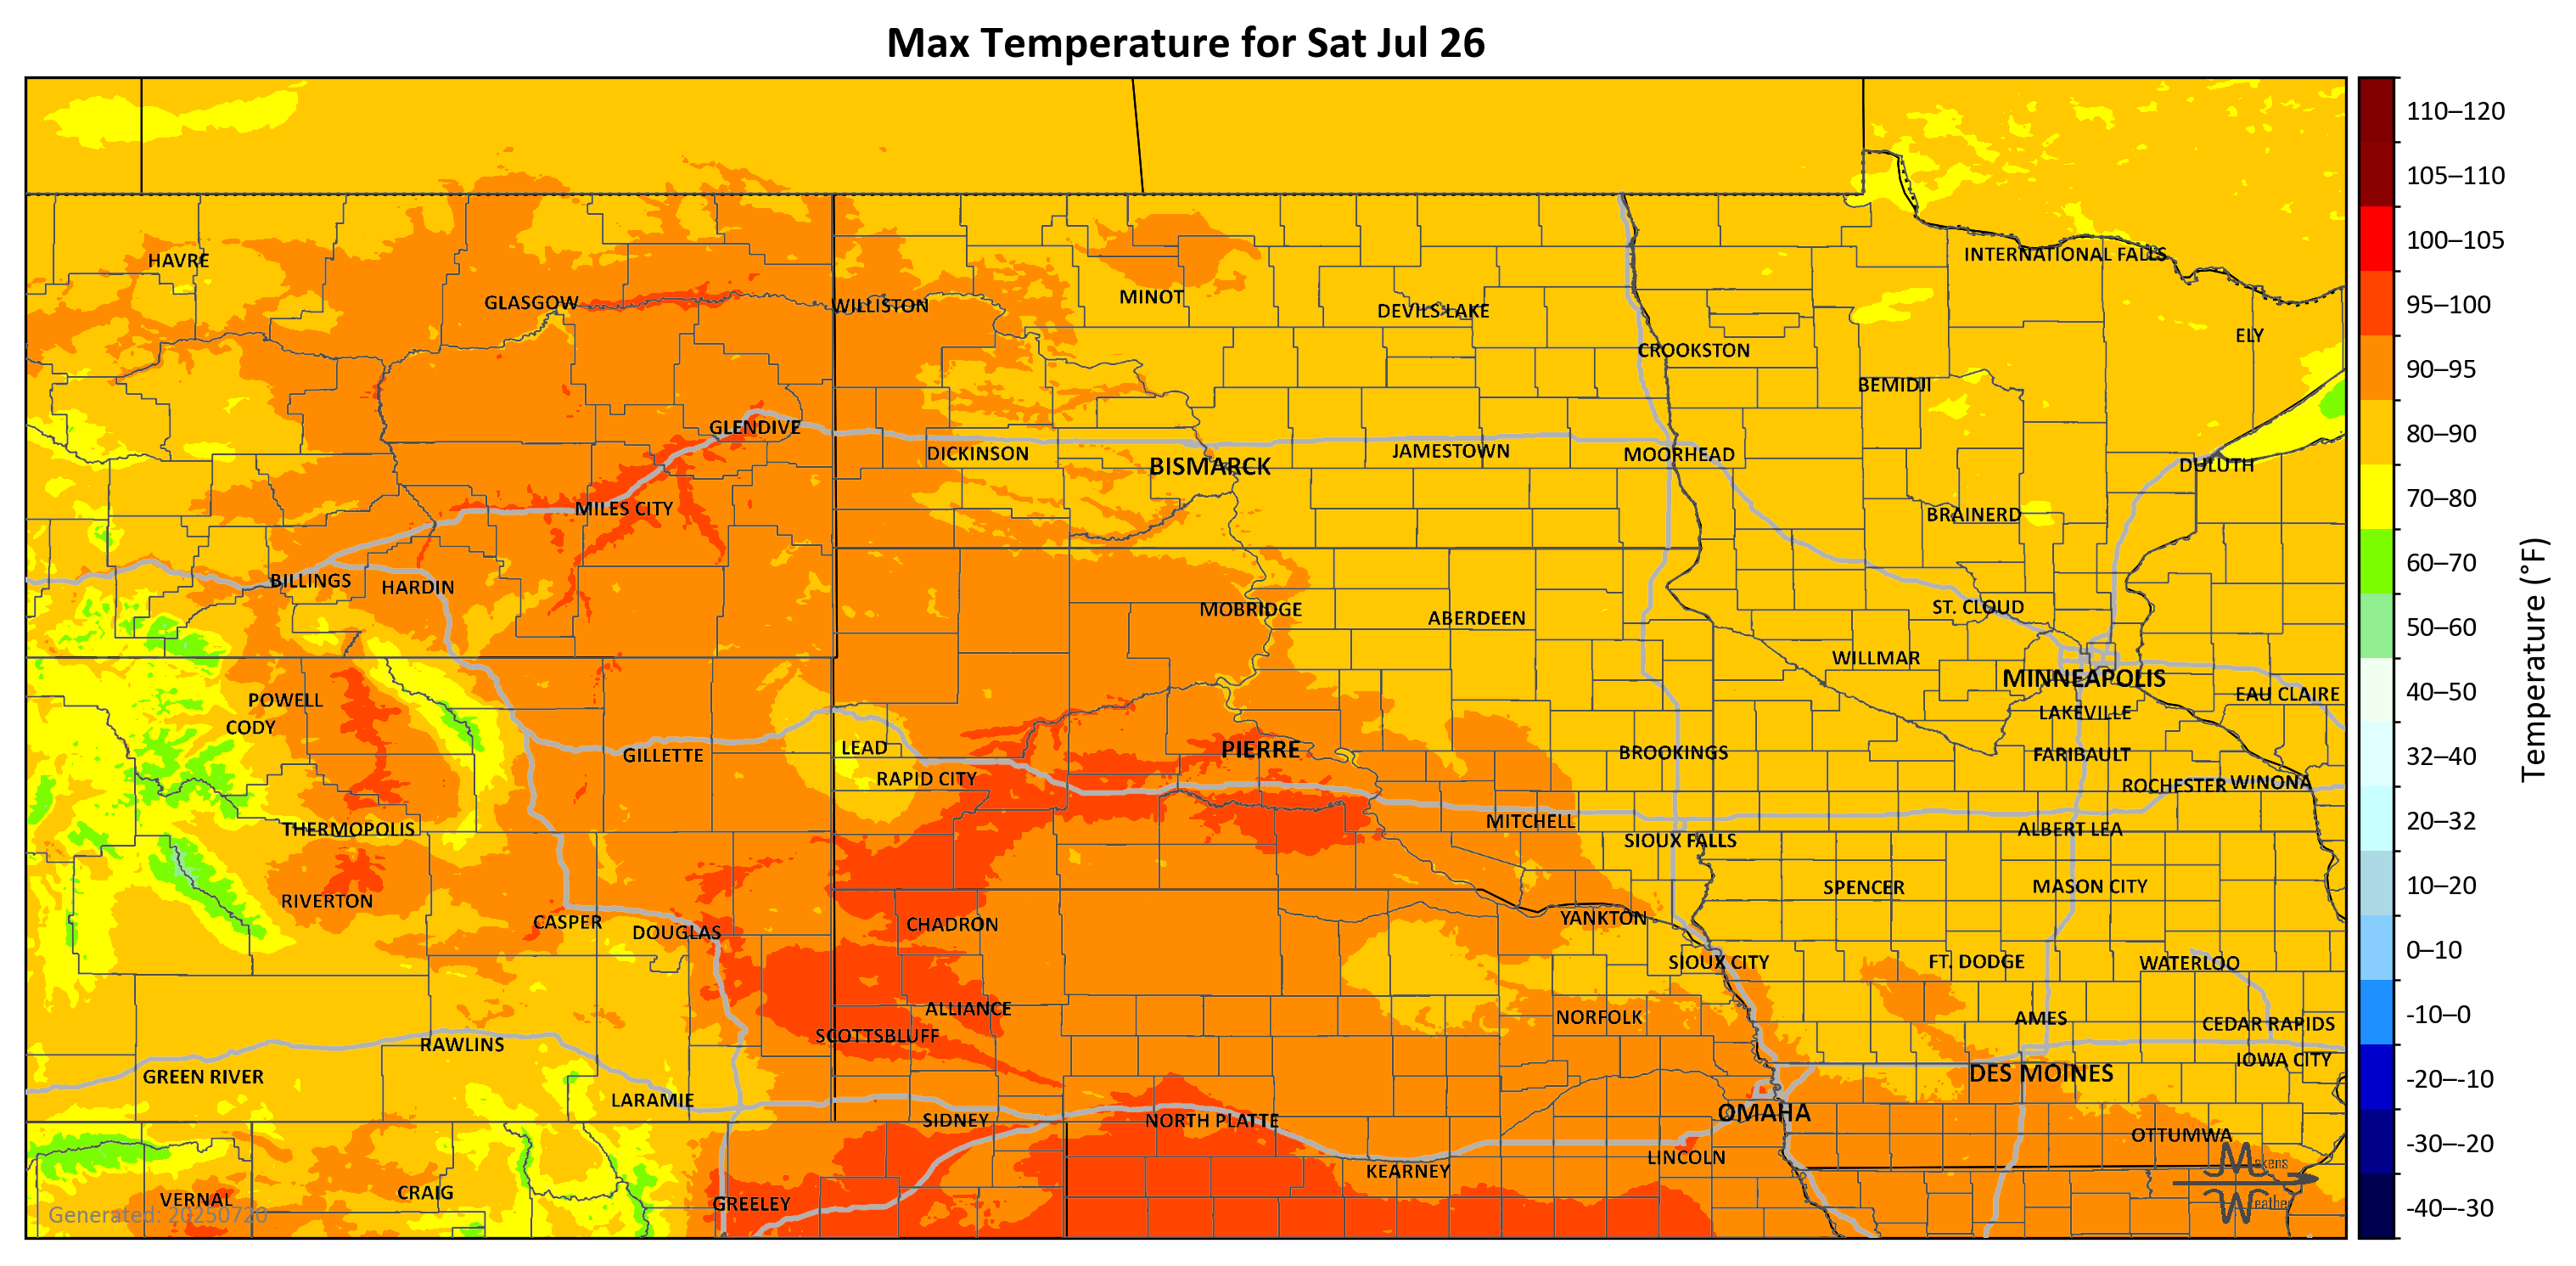 Max Temperature for Sat Jul 26
110–120
105–110
100–105
95–100
90–95
80–90
70–80
60–70
50–60
40–50
32–40
20–32
10–20
0–10
-10–0
-20–-10
-30–-20
-40–-30
Temperature (°F)
INTERNATIONAL FALLS
HAVRE
GLASGOW
WILLISTON
MINOT
DEVILS LAKE
ELY
CROOKSTON
BEMIDJI
GLENDIVE
DICKINSON
BISMARCK
JAMESTOWN
MOORHEAD
DULUTH
MILES CITY
BRAINERD
BILLINGS
HARDIN
MOBRIDGE
ABERDEEN
ST. CLOUD
WILLMAR
MINNEAPOLIS
EAU CLAIRE
POWELL
CODY
LAKEVILLE
GILLETTE
LEAD
PIERRE
BROOKINGS
FARIBAULT
RAPID CITY
ROCHESTER
WINONA
THERMOPOLIS
MITCHELL
SIOUX FALLS
ALBERT LEA
RIVERTON
SPENCER
MASON CITY
CASPER
DOUGLAS
CHADRON
YANKTON
SIOUX CITY
FT. DODGE
WATERLOO
ALLIANCE
NORFOLK
AMES
CEDAR RAPIDS
SCOTTSBLUFF
RAWLINS
IOWA CITY
GREEN RIVER
DES MOINES
LARAMIE
SIDNEY
NORTH PLATTE
OMAHA
OTTUMWA
LINCOLN
KEARNEY
VERNAL
CRAIG
GREELEY
Generated: 20250720
Makens
Weather